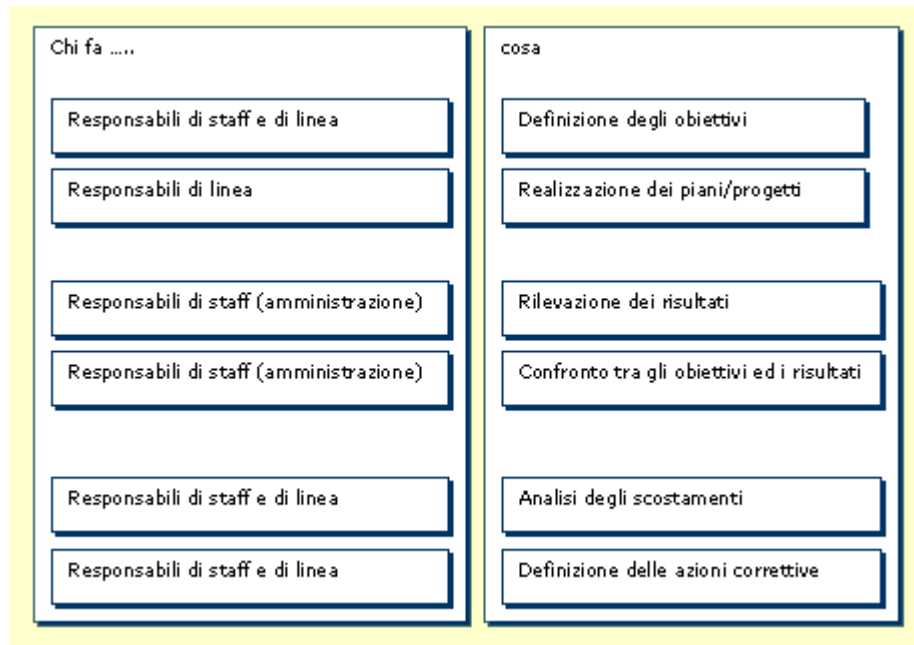 Chi fa .....
cosa
Responsabili di staff e di linea
Definizione degli obiettivi
Responsabili di linea
Realizzazione dei piani/progetti
Responsabili di staff (amministrazione)
Rilevazione dei risultati
Responsabili di staff (amministrazione)
Confronto tra gli obiettivi ed i risultati
Responsabili di staff e di linea
Analisi degli scostamenti
Responsabili di staff e di linea
Definizione delle azioni correttive